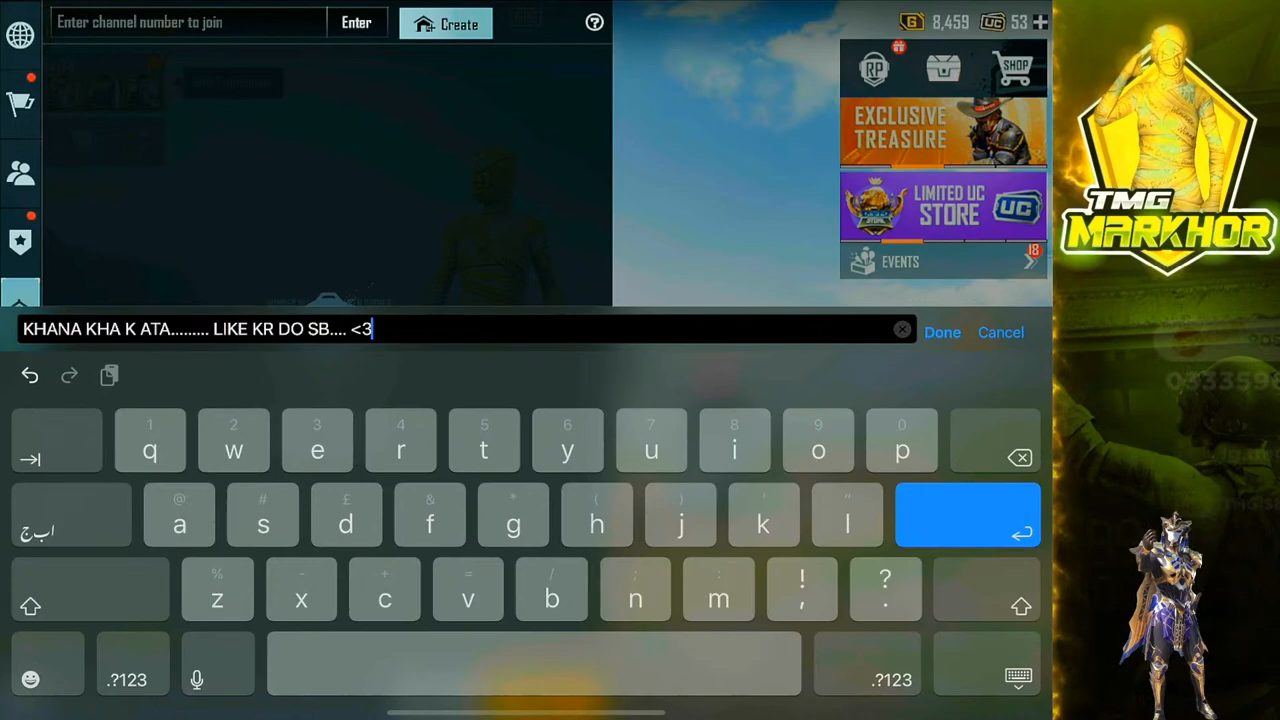 Enter channel number to join
Enter
Create
?
G 8,459 UC 53 +
RP
SHOP
EXCLUSIVE
TREASURE
LIMITED UC
STORE
UC
EVENTS
18
TMG
MARKHOR
KHANA KHA K ATA......... LIKE KR DO SB.... <3
Done
Cancel
1 2 3 4 5 6 7 8 9 0
q w e r t y u i o p
@ # £ & * ( ) ' "
ا ب ج a s d f g h j k l
% - + = / ; : ! ?
z x c v b n m , .
.?123
.?123